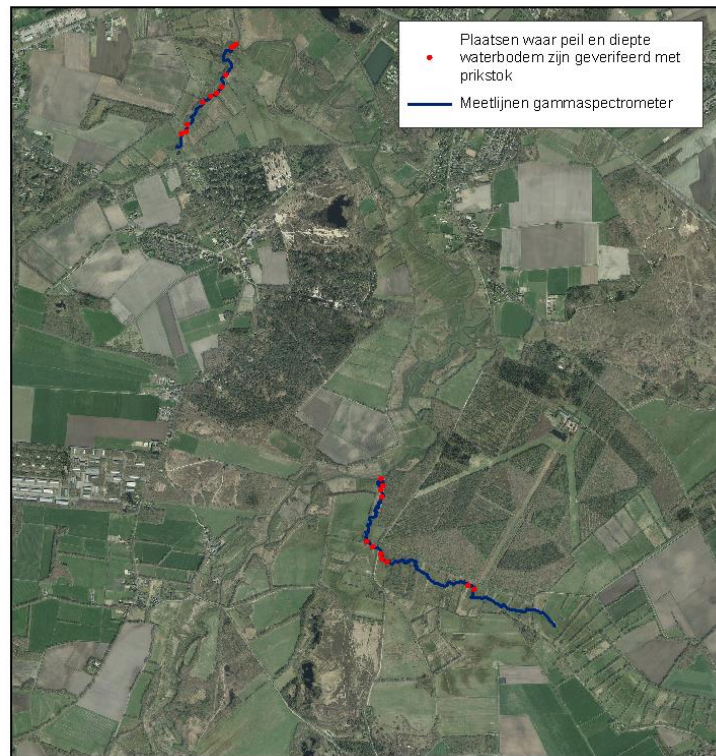 Plaatsen waar peil en diepte
waterbodem zijn geverifeerd met
prikstok
Meetlijnen gammaspectrometer